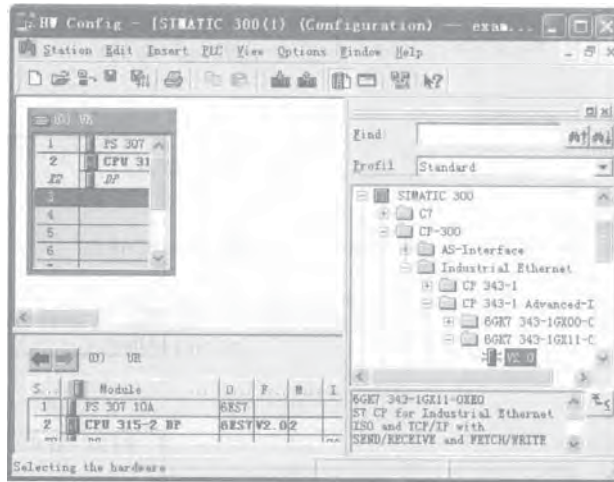 HW Config - [SIMATIC 300(1) (Configuration) — exam...
Station Edit Insert PLC View Options Window Help
(0) UR
1 PS 307
2 CPU 31
X2 DP
3
4
5
6
Find
Profil Standard
SIMATIC 300
C7
CP-300
AS-Interface
Industrial Ethernet
CP 343-1
CP 343-1 Advanced-I
6GK7 343-1GX00-0
6GK7 343-1GX11-0
V2.0
6GK7 343-1GX11-0XE0
S7 CP for Industrial Ethernet
ISO and TCP/IP with
SEND/RECEIVE and FETCH/WRITE
(0) UR
S... Module ... O... F... M... I
1 PS 307 10A 6ES7
2 CPU 315-2 DP 6ES7 V2.0 2
Selecting the hardware